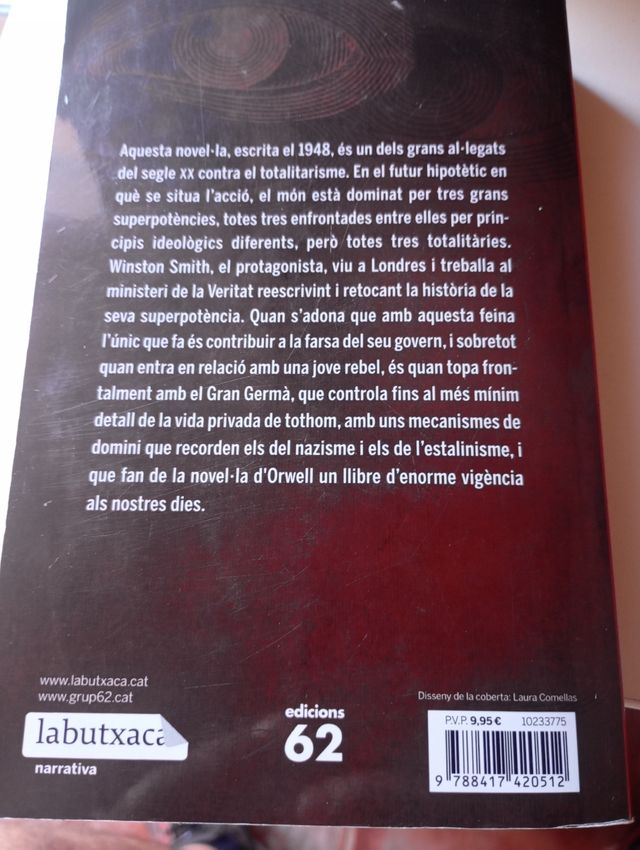 Aquesta novel·la, escrita el 1948, és un dels grans al·legats
del segle XX contra el totalitarisme. En el futur hipotètic en
què se situa l'acció, el món està dominat per tres grans
superpotències, totes tres enfrontades entre elles per prin-
cipis ideològics diferents, però totes tres totalitàries.
Winston Smith, el protagonista, viu a Londres i treballa al
ministeri de la Veritat reescrivint i retocant la història de la
seva superpotència. Quan s'adona que amb aquesta feina
l'únic que fa és contribuir a la farsa del seu govern, i sobretot
quan entra en relació amb una jove rebel, és quan topa fron-
talment amb el Gran Germà, que controla fins al més mínim
detall de la vida privada de tothom, amb uns mecanismes de
domini que recorden els del nazisme i els de l'estalinisme, i
que fan de la novel·la d'Orwell un llibre d'enorme vigència
als nostres dies.
www.labutxaca.cat
www.grup62.cat
labutxaca
narrativa
edicions
62
Disseny de la coberta: Laura Comellas
P.V.P. 9,95 € 10233775
9 788417 420512